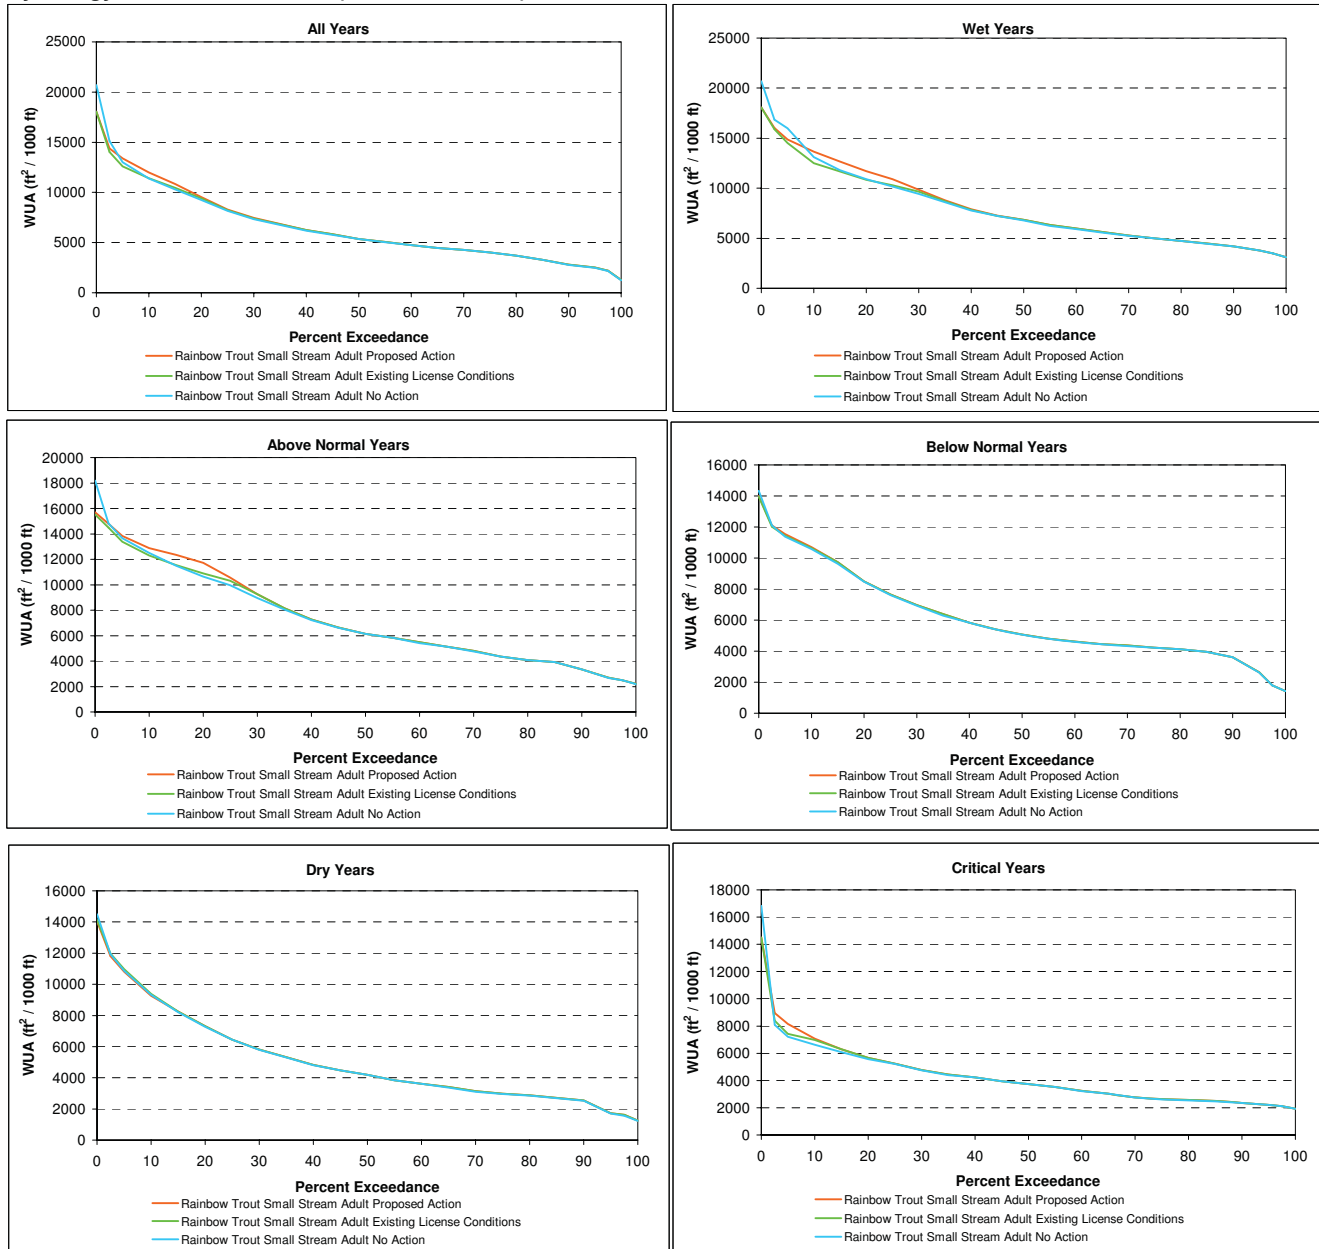 All Years
25000
20000
15000
10000
5000
0
WUA (ft² / 1000 ft)
0 10 20 30 40 50 60 70 80 90 100
Percent Exceedance
Rainbow Trout Small Stream Adult Proposed Action
Rainbow Trout Small Stream Adult Existing License Conditions
Rainbow Trout Small Stream Adult No Action
Wet Years
25000
20000
15000
10000
5000
0
WUA (ft² / 1000 ft)
0 10 20 30 40 50 60 70 80 90 100
Percent Exceedance
Rainbow Trout Small Stream Adult Proposed Action
Rainbow Trout Small Stream Adult Existing License Conditions
Rainbow Trout Small Stream Adult No Action
Above Normal Years
20000
18000
16000
14000
12000
10000
8000
6000
4000
2000
0
WUA (ft² / 1000 ft)
0 10 20 30 40 50 60 70 80 90 100
Percent Exceedance
Rainbow Trout Small Stream Adult Proposed Action
Rainbow Trout Small Stream Adult Existing License Conditions
Rainbow Trout Small Stream Adult No Action
Below Normal Years
16000
14000
12000
10000
8000
6000
4000
2000
0
WUA (ft² / 1000 ft)
0 10 20 30 40 50 60 70 80 90 100
Percent Exceedance
Rainbow Trout Small Stream Adult Proposed Action
Rainbow Trout Small Stream Adult Existing License Conditions
Rainbow Trout Small Stream Adult No Action
Dry Years
16000
14000
12000
10000
8000
6000
4000
2000
0
WUA (ft² / 1000 ft)
0 10 20 30 40 50 60 70 80 90 100
Percent Exceedance
Rainbow Trout Small Stream Adult Proposed Action
Rainbow Trout Small Stream Adult Existing License Conditions
Rainbow Trout Small Stream Adult No Action
Critical Years
18000
16000
14000
12000
10000
8000
6000
4000
2000
0
WUA (ft² / 1000 ft)
0 10 20 30 40 50 60 70 80 90 100
Percent Exceedance
Rainbow Trout Small Stream Adult Proposed Action
Rainbow Trout Small Stream Adult Existing License Conditions
Rainbow Trout Small Stream Adult No Action